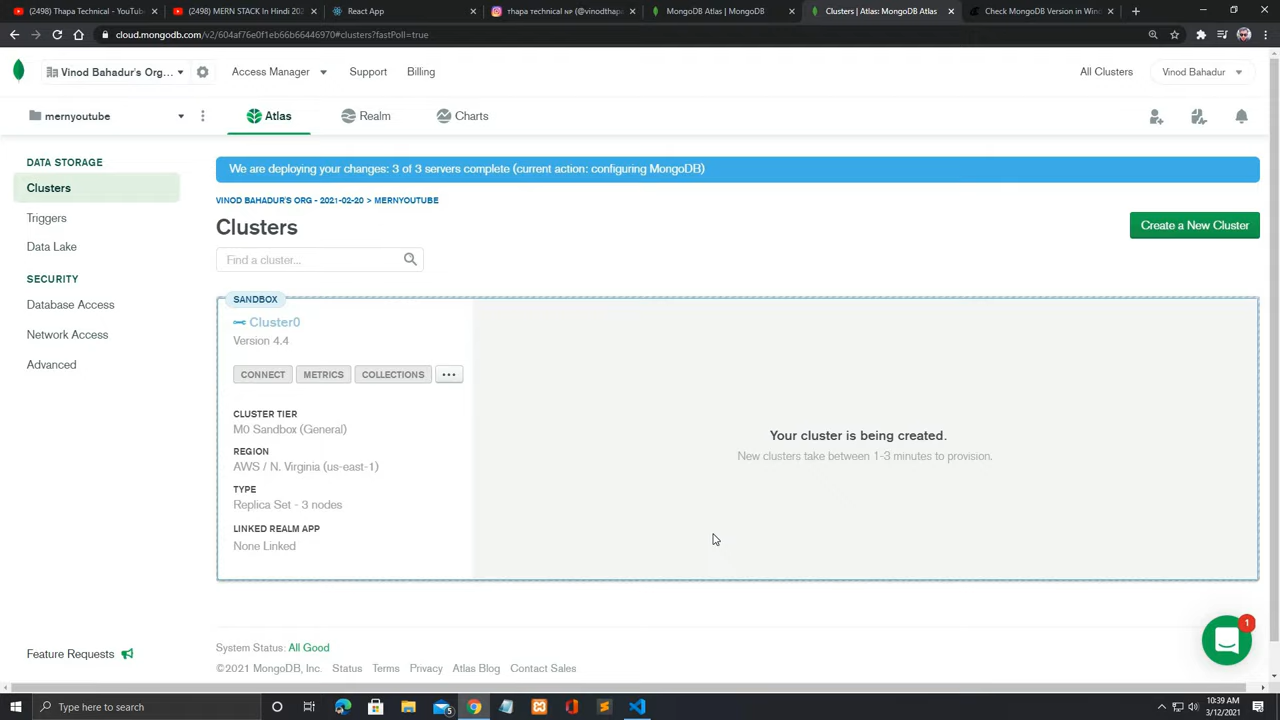 (2498) Thapa Technical - YouTub
(2498) MERN STACK In Hindi 202
React App
MongoDB Atlas | MongoDB
Clusters | Atlas: MongoDB Atlas
Check MongoDB Version in Wind
cloud.mongodb.com/v2/604af76e0f1eb66b66446970#clusters?fastPoll=true
Vinod Bahadur's Org...
Access Manager
Support
Billing
All Clusters
Vinod Bahadur
mernyoutube
Atlas
Realm
Charts
DATA STORAGE
Clusters
Triggers
Data Lake
SECURITY
Database Access
Network Access
Advanced
Feature Requests
We are deploying your changes: 3 of 3 servers complete (current action: configuring MongoDB)
VINOD BAHADUR'S ORG - 2021-02-20 > MERNYOUTUBE
Clusters
Create a New Cluster
Find a cluster...
SANDBOX
Cluster0
Version 4.4
CONNECT
METRICS
COLLECTIONS
CLUSTER TIER
M0 Sandbox (General)
REGION
AWS / N. Virginia (us-east-1)
TYPE
Replica Set - 3 nodes
LINKED REALM APP
None Linked
Your cluster is being created.
New clusters take between 1-3 minutes to provision.
System Status: All Good
©2021 MongoDB, Inc. Status Terms Privacy Atlas Blog Contact Sales
1
Type here to search
5
10:39 AM
3/12/2021